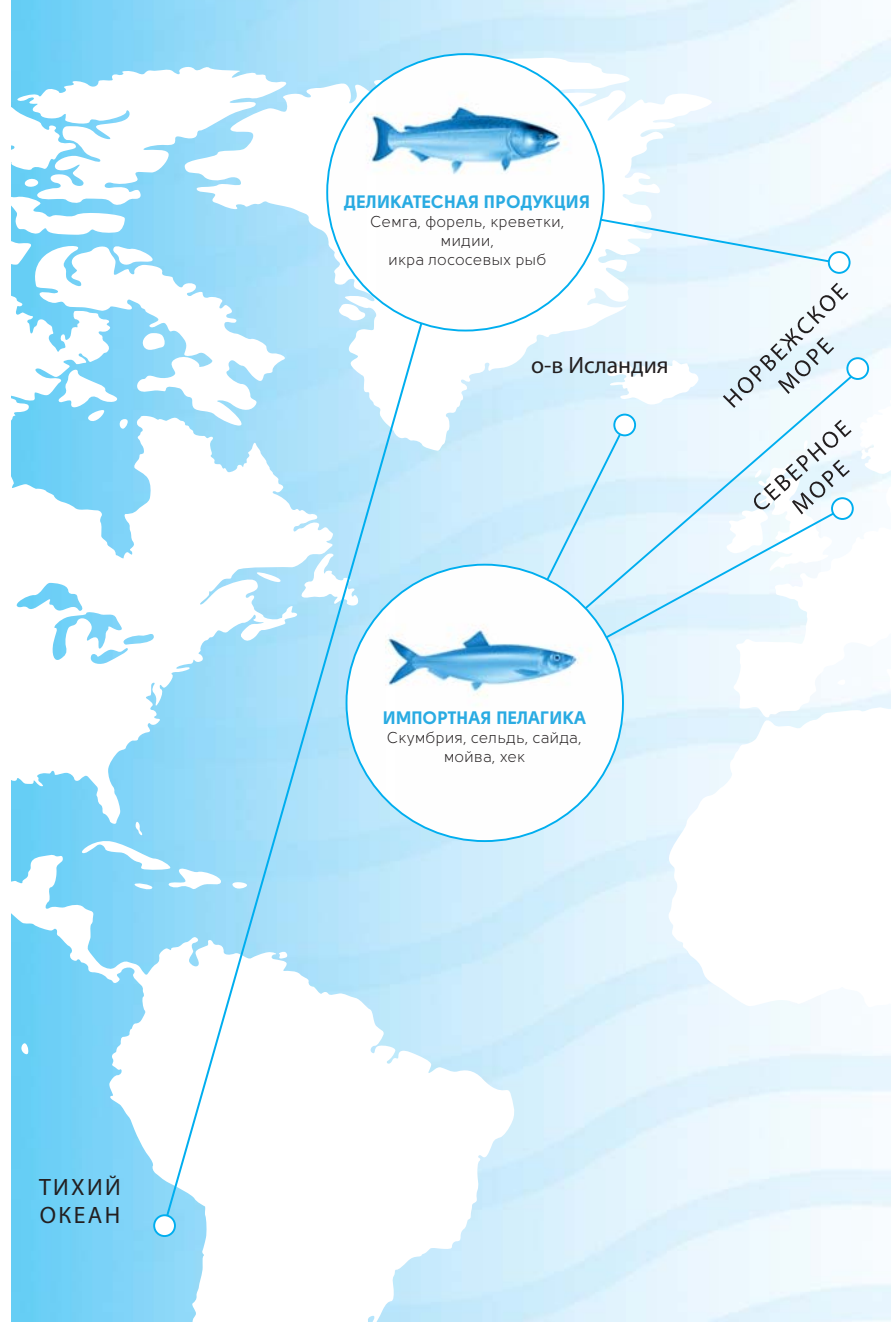 ДЕЛИКАТЕСНАЯ ПРОДУКЦИЯ
Семга, форель, креветки,
мидии,
икра лососевых рыб
НОРВЕЖСКОЕ
МОРЕ
о-в Исландия
СЕВЕРНОЕ
МОРЕ
ИМПОРТНАЯ ПЕЛАГИКА
Скумбрия, сельдь, сайда,
мойва, хек
ТИХИЙ
ОКЕАН